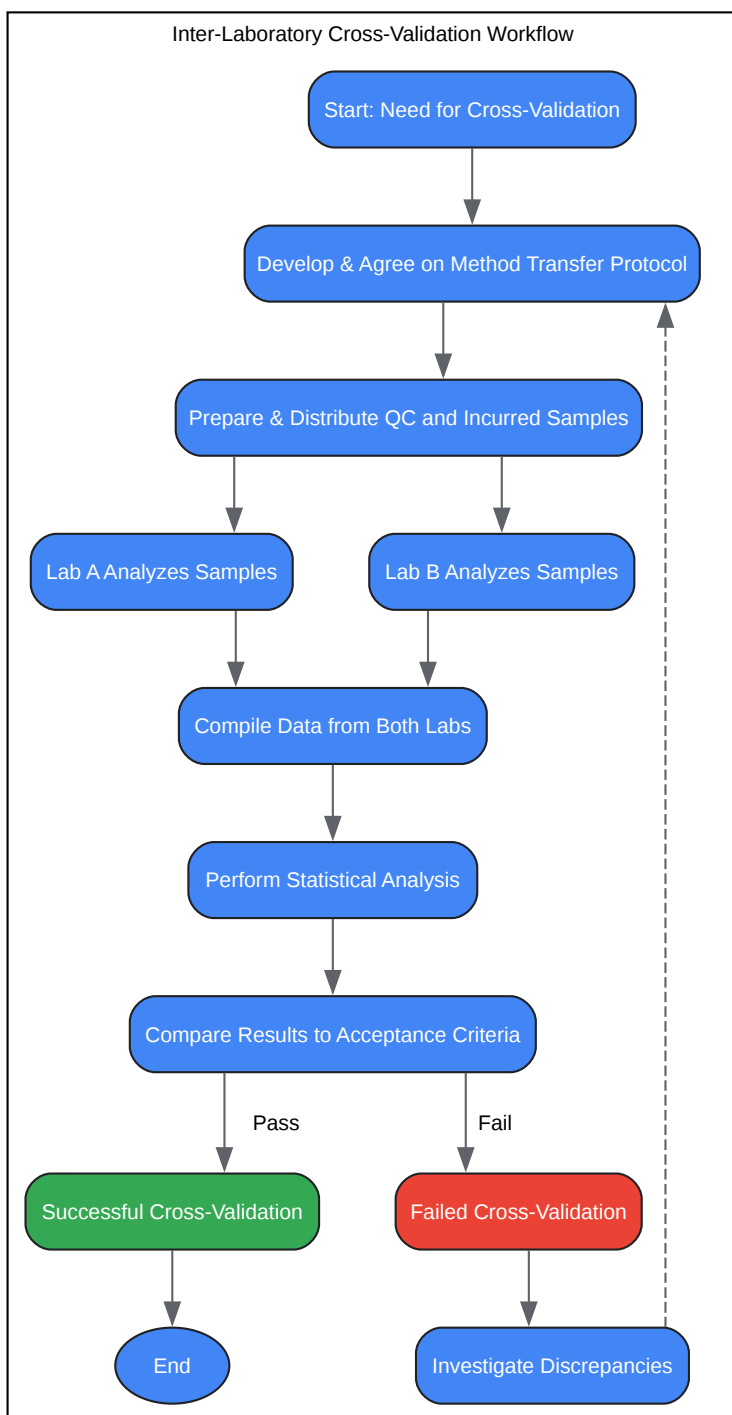 Inter-Laboratory Cross-Validation Workflow
Start: Need for Cross-Validation
Develop & Agree on Method Transfer Protocol
Prepare & Distribute QC and Incurred Samples
Lab A Analyzes Samples
Lab B Analyzes Samples
Compile Data from Both Labs
Perform Statistical Analysis
Compare Results to Acceptance Criteria
Pass
Fail
Successful Cross-Validation
Failed Cross-Validation
End
Investigate Discrepancies